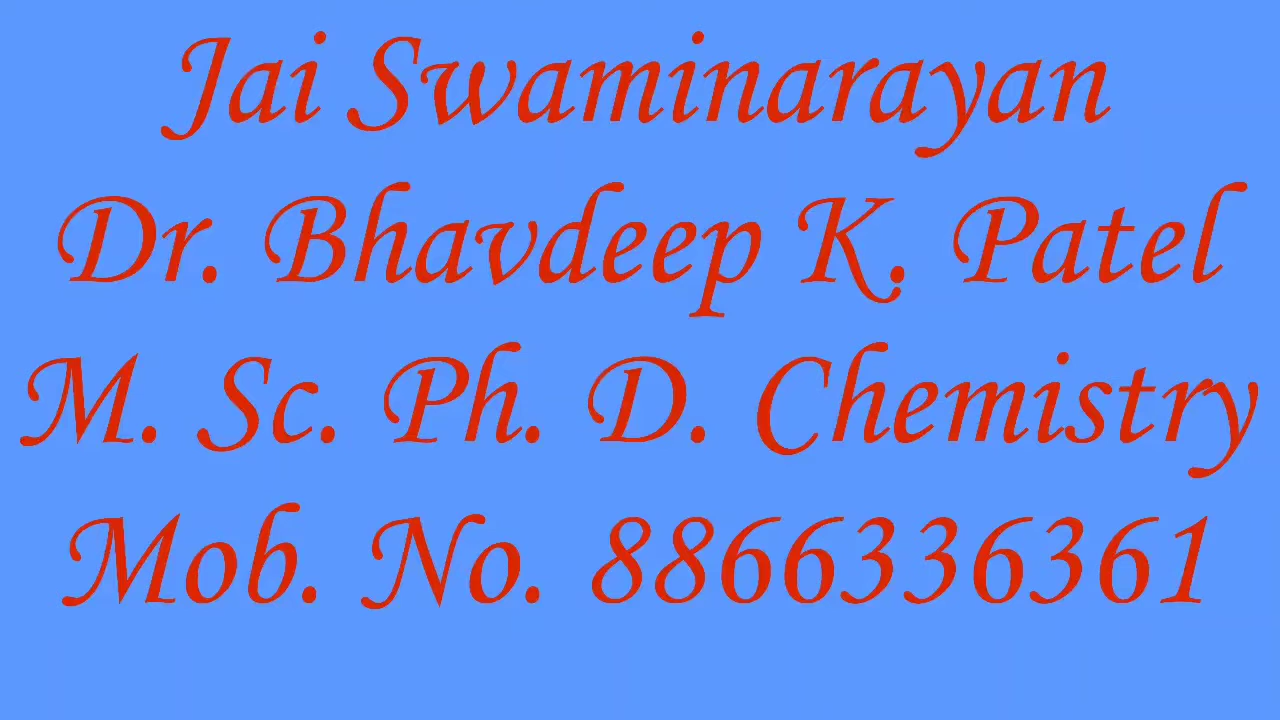 Jai Swaminarayan
Dr. Bhavdeep K. Patel
M. Sc. Ph. D. Chemistry
Mob. No. 8866336361